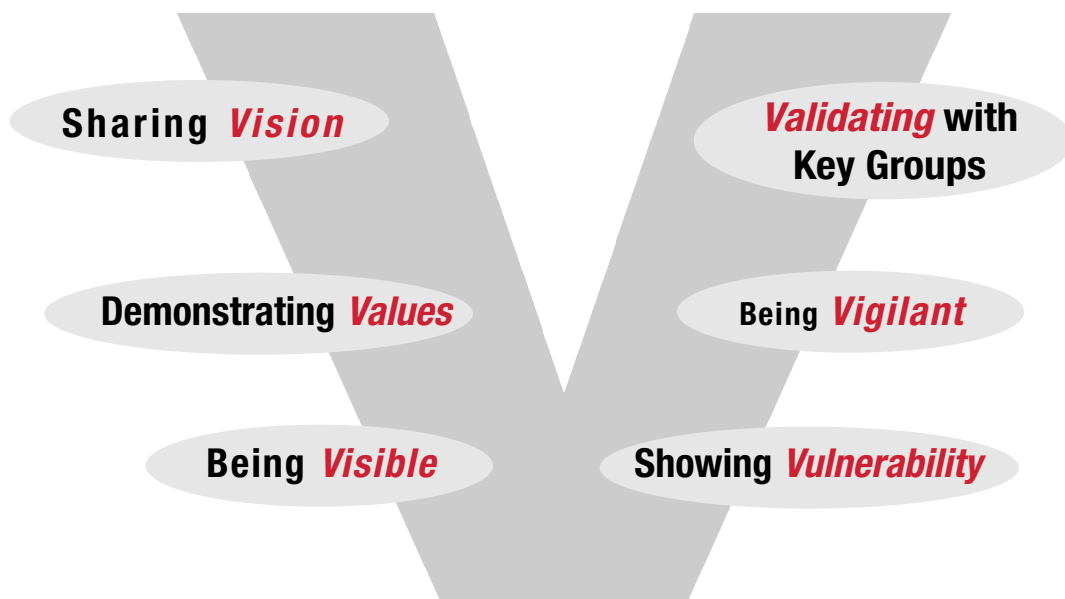 Sharing Vision
Demonstrating Values
Being Visible
Validating with
Key Groups
Being Vigilant
Showing Vulnerability